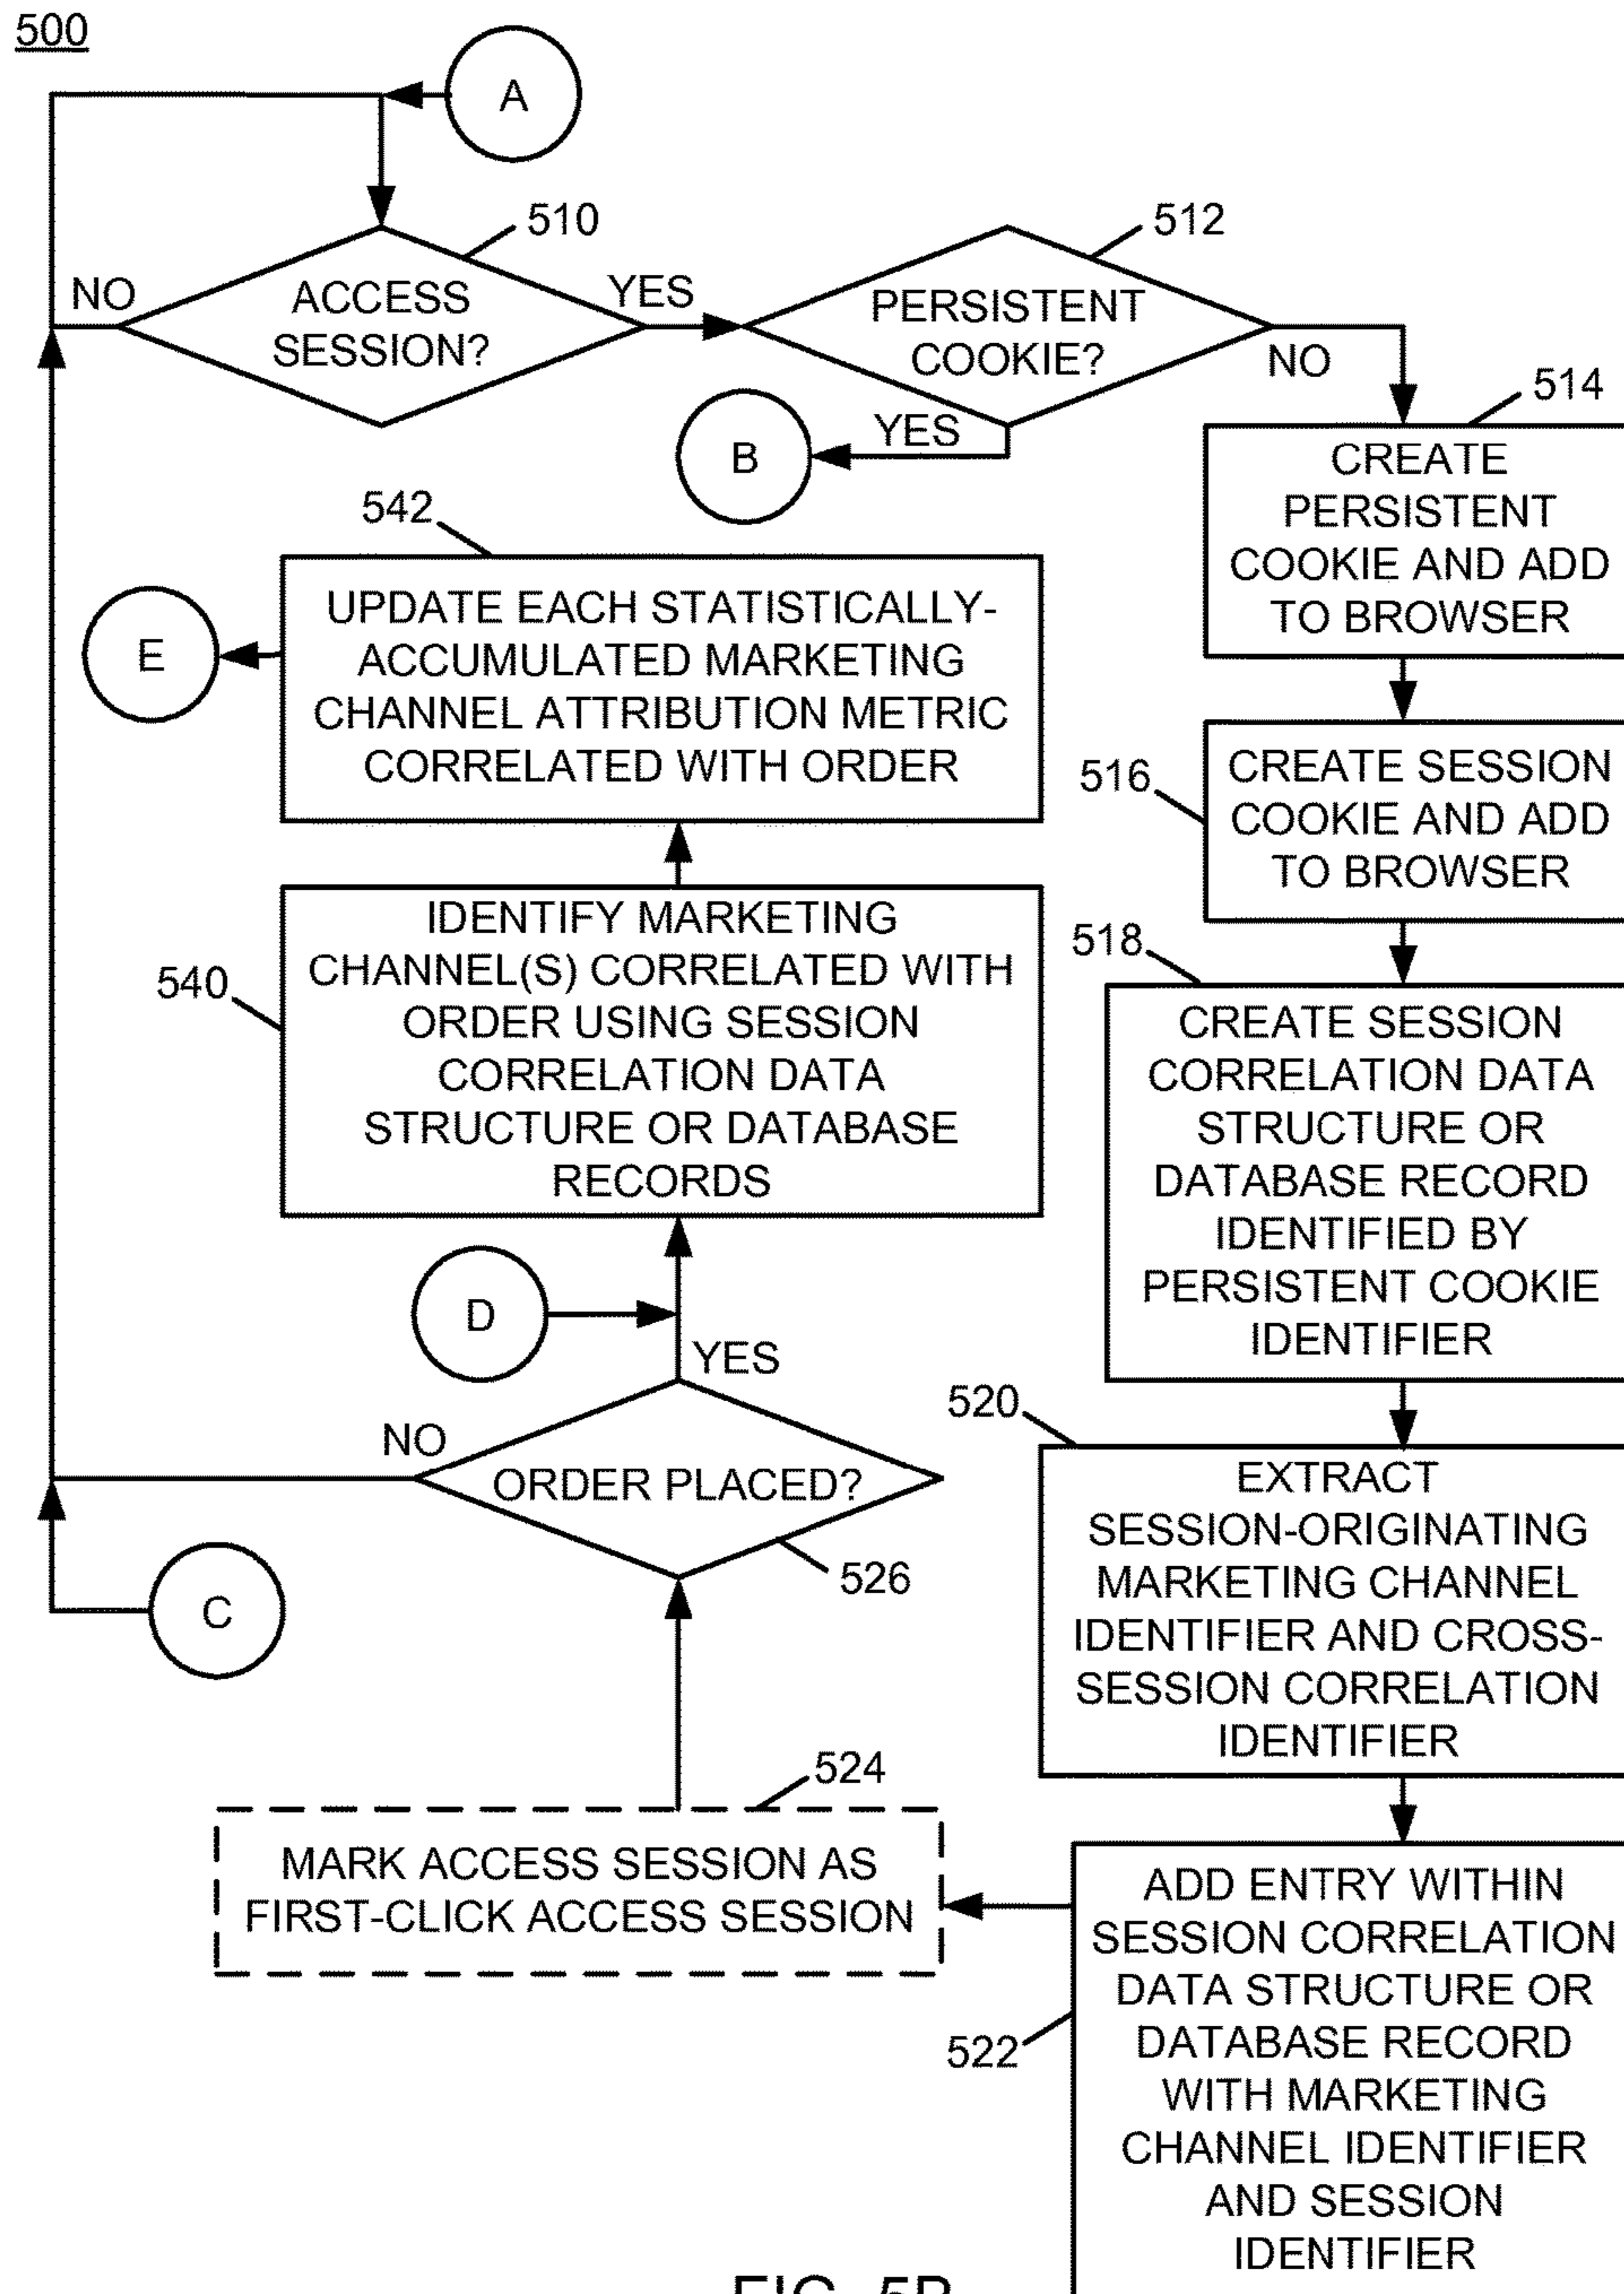 500
A
510
ACCESS
SESSION?
NO
YES
512
PERSISTENT
COOKIE?
NO
YES
B
514
CREATE
PERSISTENT
COOKIE AND ADD
TO BROWSER
516
CREATE SESSION
COOKIE AND ADD
TO BROWSER
518
CREATE SESSION
CORRELATION DATA
STRUCTURE OR
DATABASE RECORD
IDENTIFIED BY
PERSISTENT COOKIE
IDENTIFIER
520
EXTRACT
SESSION-ORIGINATING
MARKETING CHANNEL
IDENTIFIER AND CROSS-
SESSION CORRELATION
IDENTIFIER
522
ADD ENTRY WITHIN
SESSION CORRELATION
DATA STRUCTURE OR
DATABASE RECORD
WITH MARKETING
CHANNEL IDENTIFIER
AND SESSION
IDENTIFIER
524
MARK ACCESS SESSION AS
FIRST-CLICK ACCESS SESSION
526
ORDER PLACED?
NO
YES
C
D
540
IDENTIFY MARKETING
CHANNEL(S) CORRELATED WITH
ORDER USING SESSION
CORRELATION DATA
STRUCTURE OR DATABASE
RECORDS
542
UPDATE EACH STATISTICALLY-
ACCUMULATED MARKETING
CHANNEL ATTRIBUTION METRIC
CORRELATED WITH ORDER
E
FIG. 5B